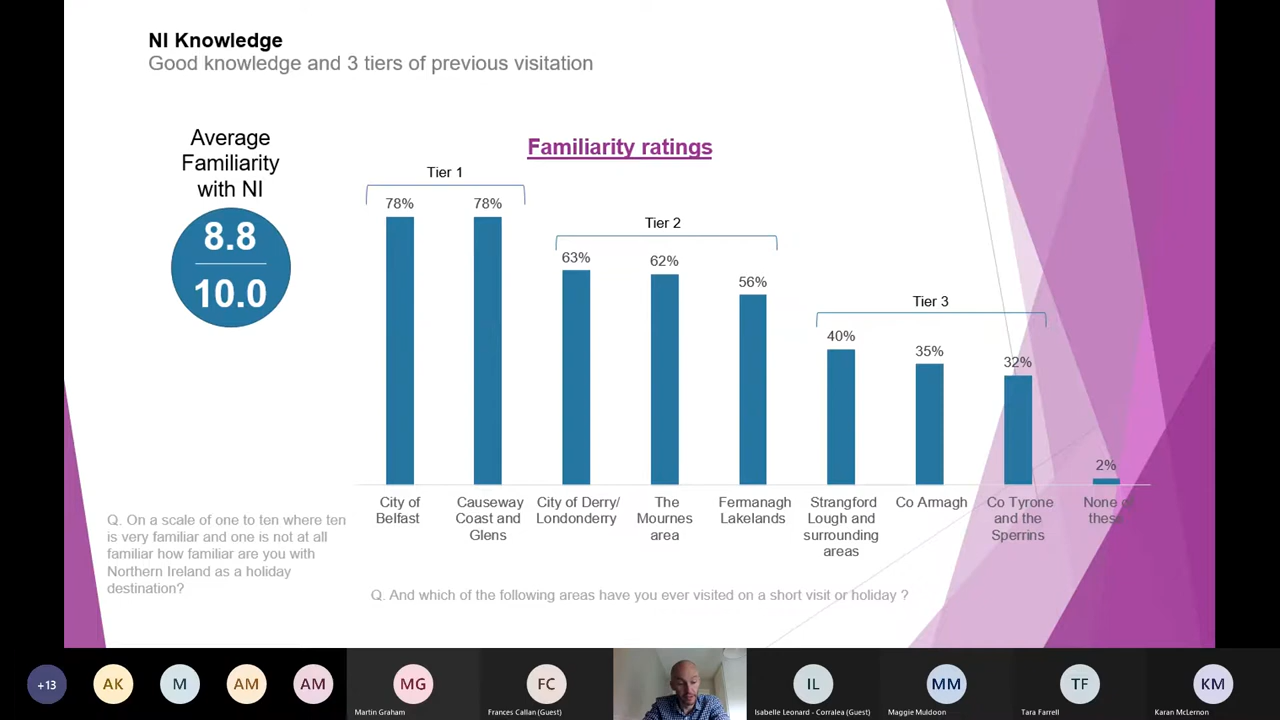 NI Knowledge
Good knowledge and 3 tiers of previous visitation
Average
Familiarity
with NI
8.8
10.0
Familiarity ratings
Tier 1
78%
78%
Tier 2
63%
62%
56%
Tier 3
40%
35%
32%
2%
City of
Belfast
Causeway
Coast and
Glens
City of Derry/
Londonderry
The
Mournes
area
Fermanagh
Lakelands
Strangford
Lough and
surrounding
areas
Co Armagh
Co Tyrone
and the
Sperrins
None of
these
Q. On a scale of one to ten where ten
is very familiar and one is not at all
familiar how familiar are you with
Northern Ireland as a holiday
destination?
Q. And which of the following areas have you ever visited on a short visit or holiday ?
+13
AK
M
AM
AM
MG
Martin Graham
FC
Frances Callan (Guest)
IL
Isabelle Leonard - Corralea (Guest)
MM
Maggie Muldoon
TF
Tara Farrell
KM
Karan McLernon